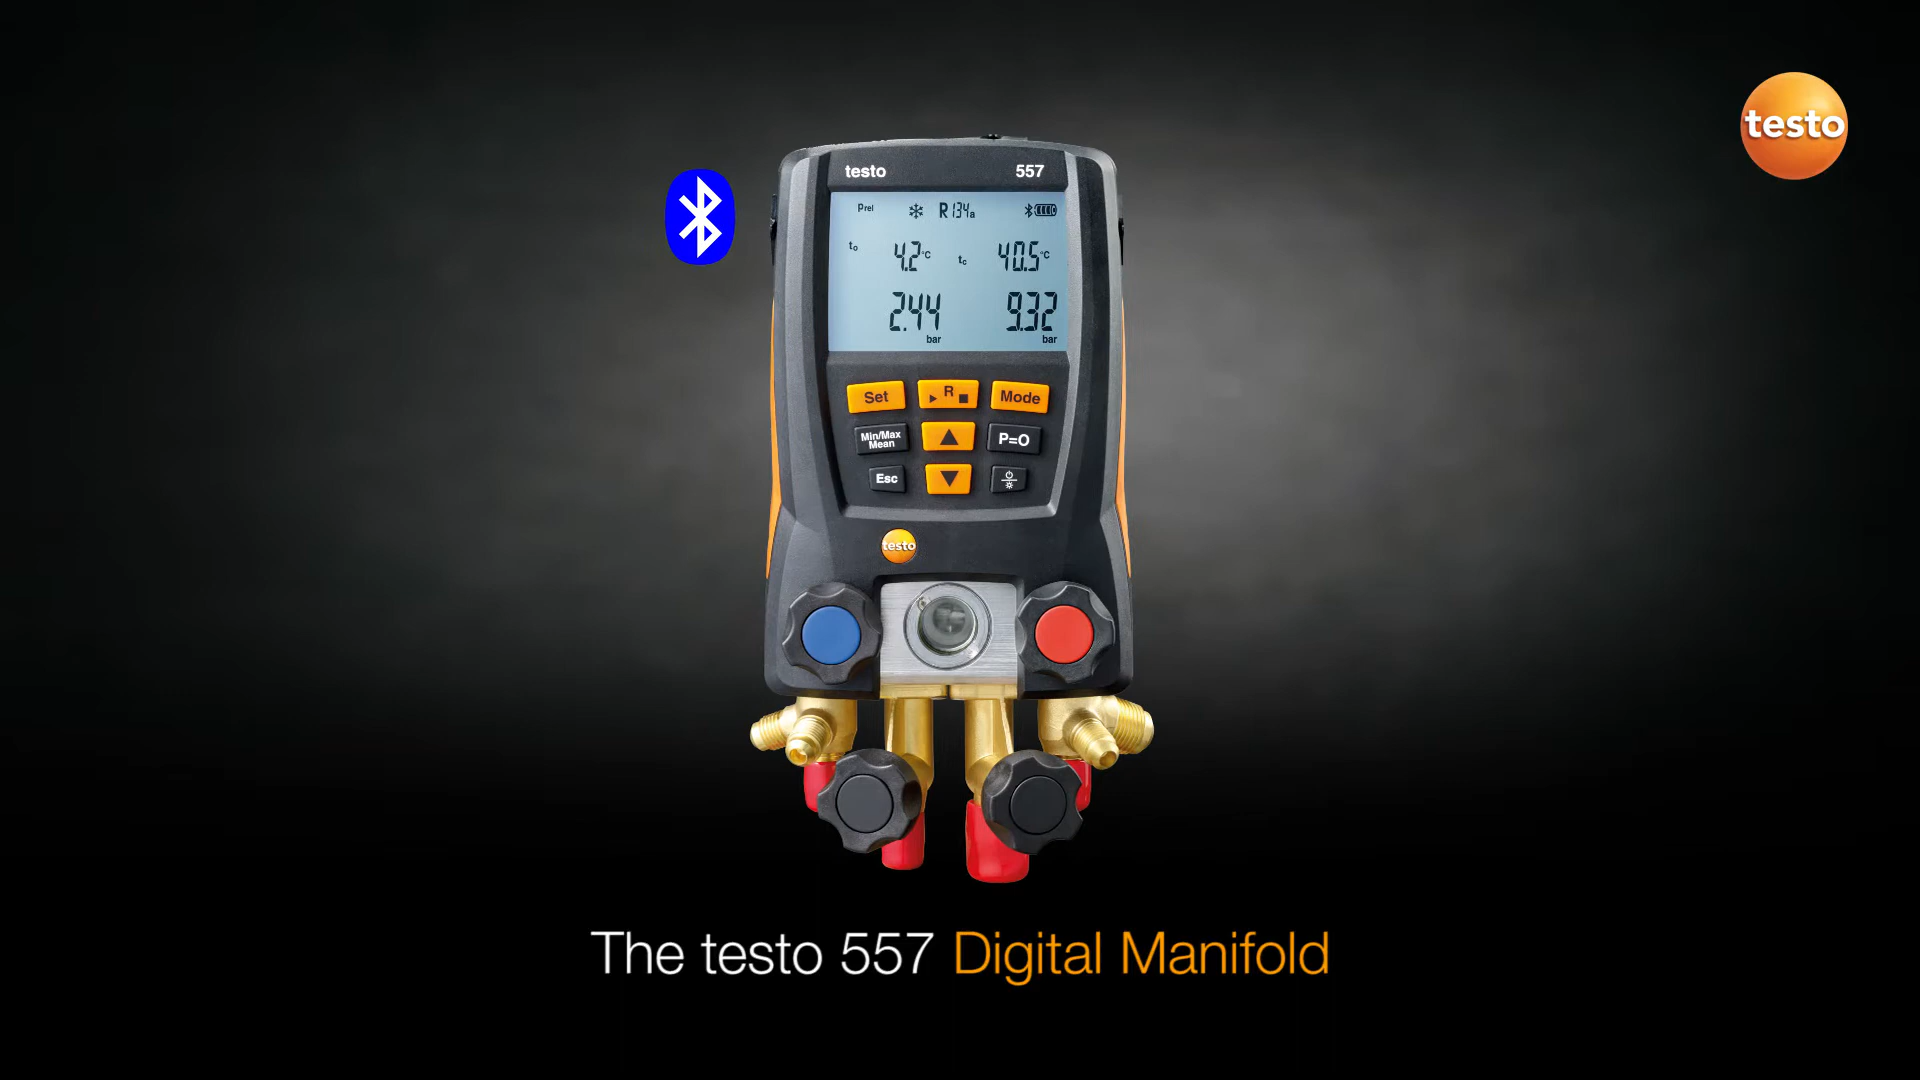 testo
testo 557
Prel R134a
to 4.2 °C tc 40.5 °C
2.44 9.32
bar bar
Set R Mode
Min/Max
Mean
P=O
Esc
testo
The testo 557 Digital Manifold